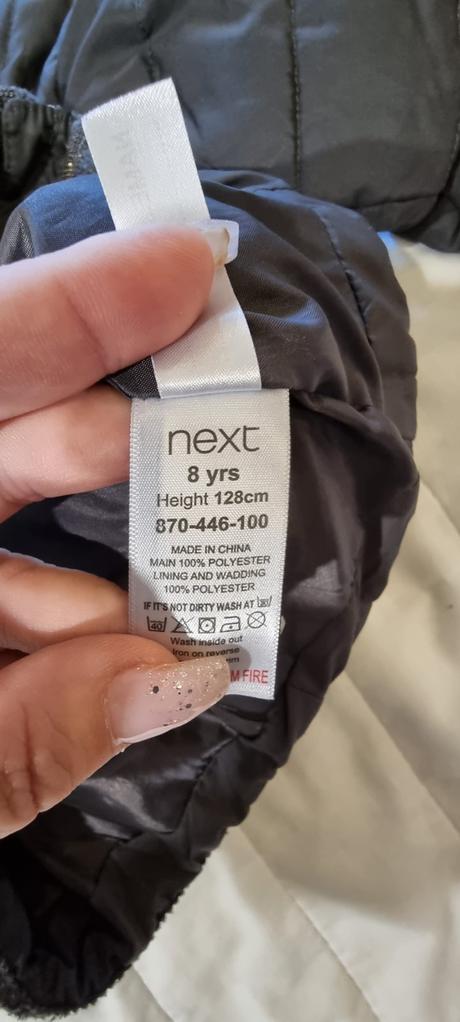 next
8 yrs
Height 128cm
870-446-100
MADE IN CHINA
MAIN 100% POLYESTER
LINING AND WADDING
100% POLYESTER
IF IT'S NOT DIRTY WASH AT
40
Wash inside out
Iron on reverse
FIRE